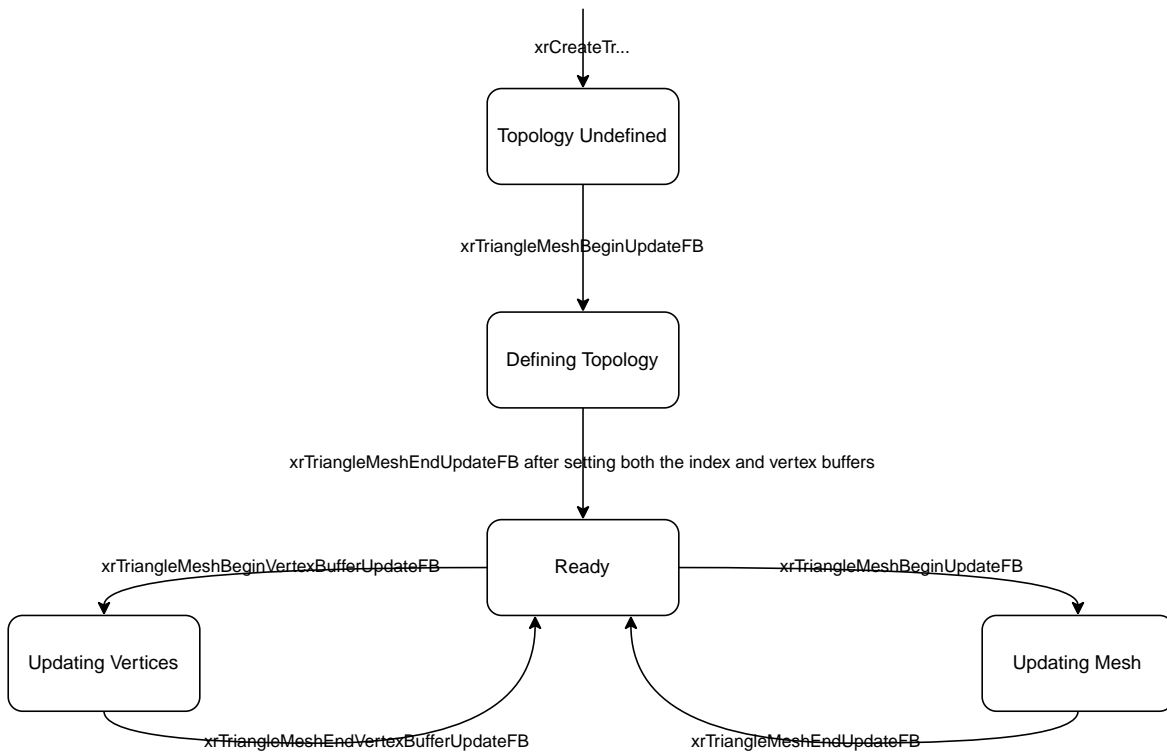 xrCreateTr...
Topology Undefined
xrTriangleMeshBeginUpdateFB
Defining Topology
xrTriangleMeshEndUpdateFB after setting both the index and vertex buffers
xrTriangleMeshBeginVertexBufferUpdateFB
Ready
xrTriangleMeshBeginUpdateFB
Updating Vertices
Updating Mesh
xrTriangleMeshEndVertexBufferUpdateFB
xrTriangleMeshEndUpdateFB